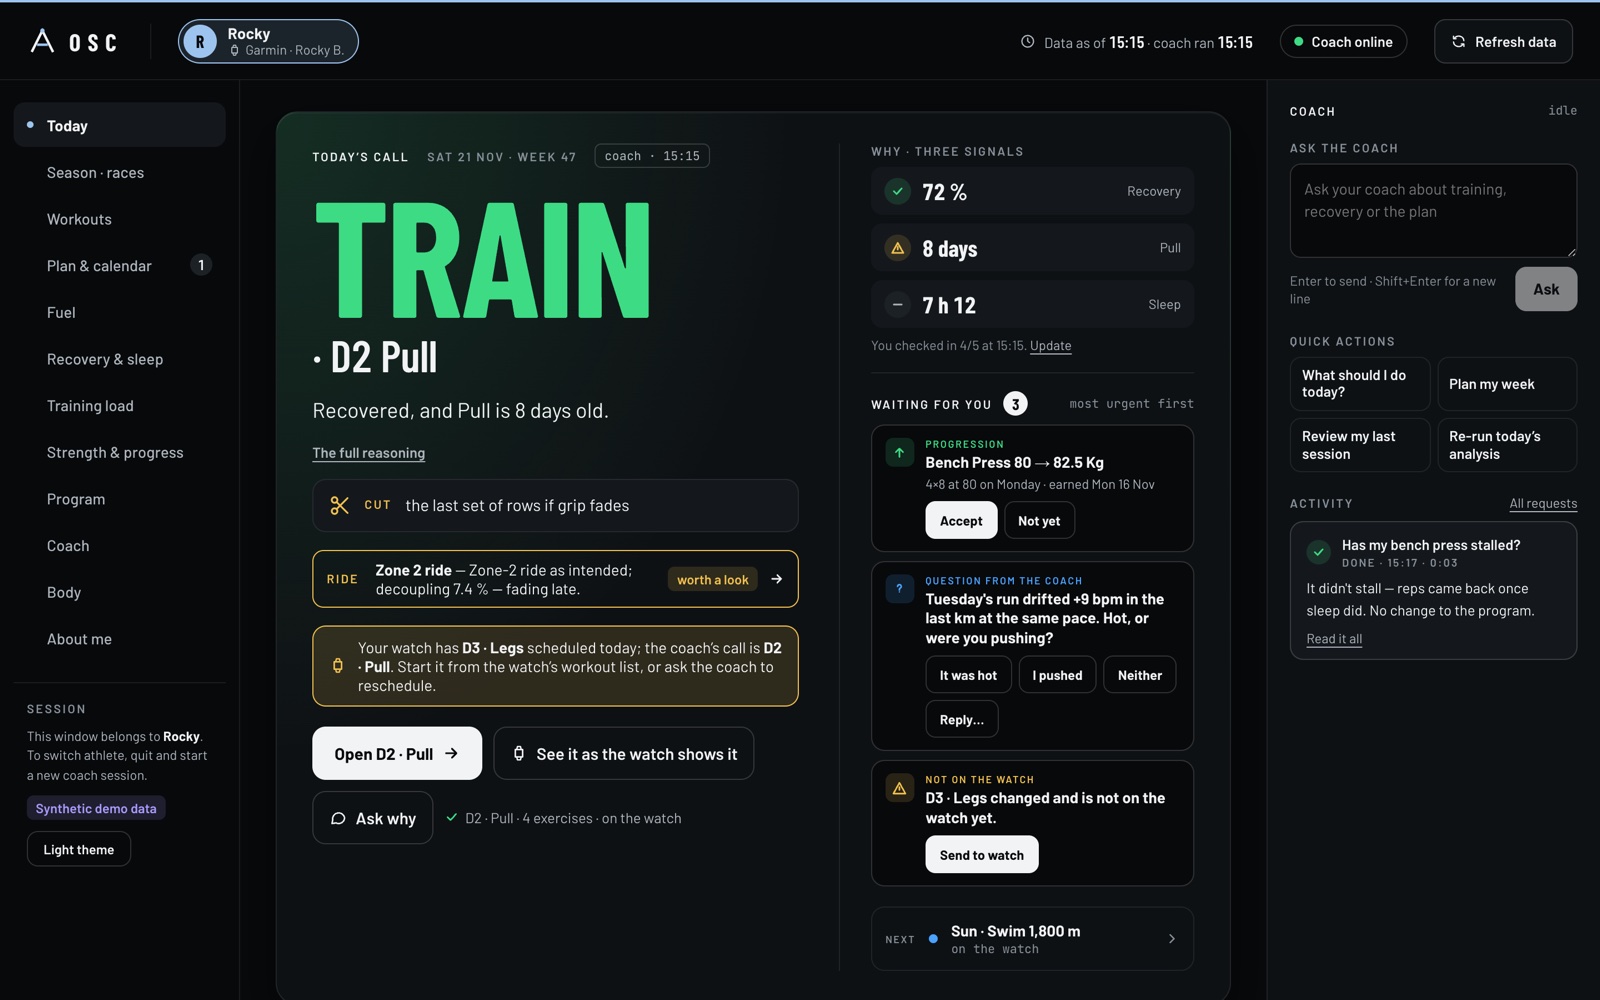 OSC
R
Rocky
Garmin · Rocky B.
Data as of 15:15 · coach ran 15:15
Coach online
Refresh data
Today
Season · races
Workouts
Plan & calendar
1
Fuel
Recovery & sleep
Training load
Strength & progress
Program
Coach
Body
About me
SESSION
This window belongs to Rocky.
To switch athlete, quit and start
a new coach session.
Synthetic demo data
Light theme
TODAY'S CALL
SAT 21 NOV · WEEK 47
coach · 15:15
TRAIN
· D2 Pull
Recovered, and Pull is 8 days old.
The full reasoning
CUT
the last set of rows if grip fades
RIDE
Zone 2 ride — Zone-2 ride as intended;
decoupling 7.4 % — fading late.
worth a look →
Your watch has D3 · Legs scheduled today; the coach's call is D2
· Pull. Start it from the watch's workout list, or ask the coach to
reschedule.
Open D2 · Pull →
See it as the watch shows it
Ask why
D2 · Pull · 4 exercises · on the watch
WHY · THREE SIGNALS
72 %
Recovery
8 days
Pull
7 h 12
Sleep
You checked in 4/5 at 15:15. Update
WAITING FOR YOU 3
most urgent first
PROGRESSION
Bench Press 80 → 82.5 Kg
4×8 at 80 on Monday · earned Mon 16 Nov
Accept
Not yet
?
QUESTION FROM THE COACH
Tuesday's run drifted +9 bpm in the
last km at the same pace. Hot, or
were you pushing?
It was hot
I pushed
Neither
Reply...
NOT ON THE WATCH
D3 · Legs changed and is not on the
watch yet.
Send to watch
NEXT
Sun · Swim 1,800 m
on the watch
COACH
idle
ASK THE COACH
Ask your coach about training,
recovery or the plan
Enter to send · Shift+Enter for a new
line
Ask
QUICK ACTIONS
What should I do
today?
Plan my week
Review my last
session
Re-run today's
analysis
ACTIVITY
All requests
Has my bench press stalled?
DONE · 15:17 · 0:03
It didn't stall — reps came back once
sleep did. No change to the program.
Read it all